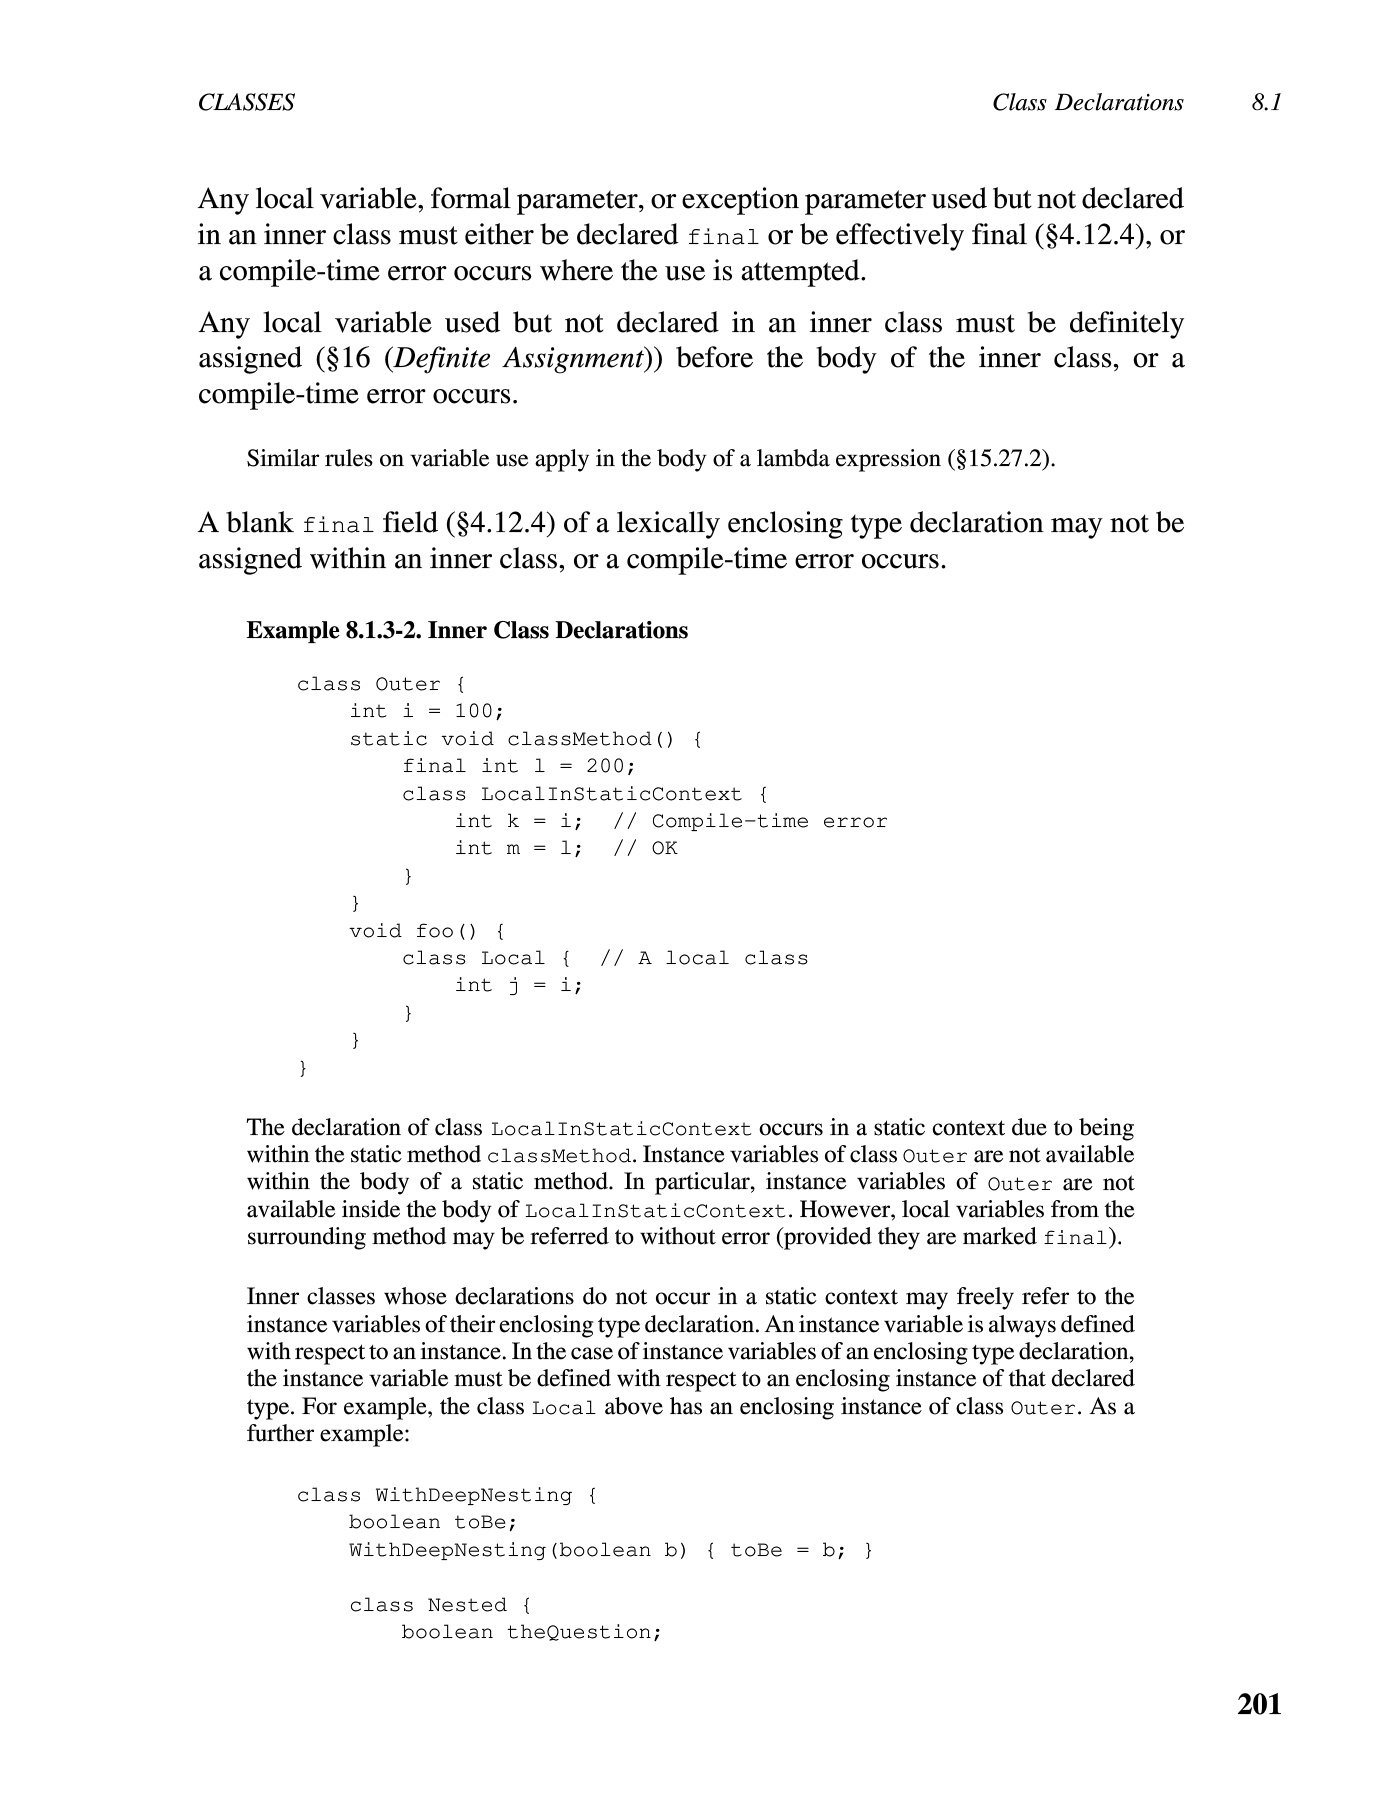 CLASSES Class Declarations 8.1
Any local variable, formal parameter, or exception parameter used but not declared
in an inner class must either be declared final or be effectively final (§4.12.4), or
a compile-time error occurs where the use is attempted.
Any local variable used but not declared in an inner class must be definitely
assigned (§16 (Definite Assignment)) before the body of the inner class, or a
compile-time error occurs.
Similar rules on variable use apply in the body of a lambda expression (§15.27.2).
A blank final field (§4.12.4) of a lexically enclosing type declaration may not be
assigned within an inner class, or a compile-time error occurs.
Example 8.1.3-2. Inner Class Declarations
class Outer {
    int i = 100;
    static void classMethod() {
        final int l = 200;
        class LocalInStaticContext {
            int k = i;  // Compile-time error
            int m = l;  // OK
        }
    }
    void foo() {
        class Local {  // A local class
            int j = i;
        }
    }
}
The declaration of class LocalInStaticContext occurs in a static context due to being
within the static method classMethod. Instance variables of class Outer are not available
within the body of a static method. In particular, instance variables of Outer are not
available inside the body of LocalInStaticContext. However, local variables from the
surrounding method may be referred to without error (provided they are marked final).
Inner classes whose declarations do not occur in a static context may freely refer to the
instance variables of their enclosing type declaration. An instance variable is always defined
with respect to an instance. In the case of instance variables of an enclosing type declaration,
the instance variable must be defined with respect to an enclosing instance of that declared
type. For example, the class Local above has an enclosing instance of class Outer. As a
further example:
class WithDeepNesting {
    boolean toBe;
    WithDeepNesting(boolean b) { toBe = b; }
    class Nested {
        boolean theQuestion;
201